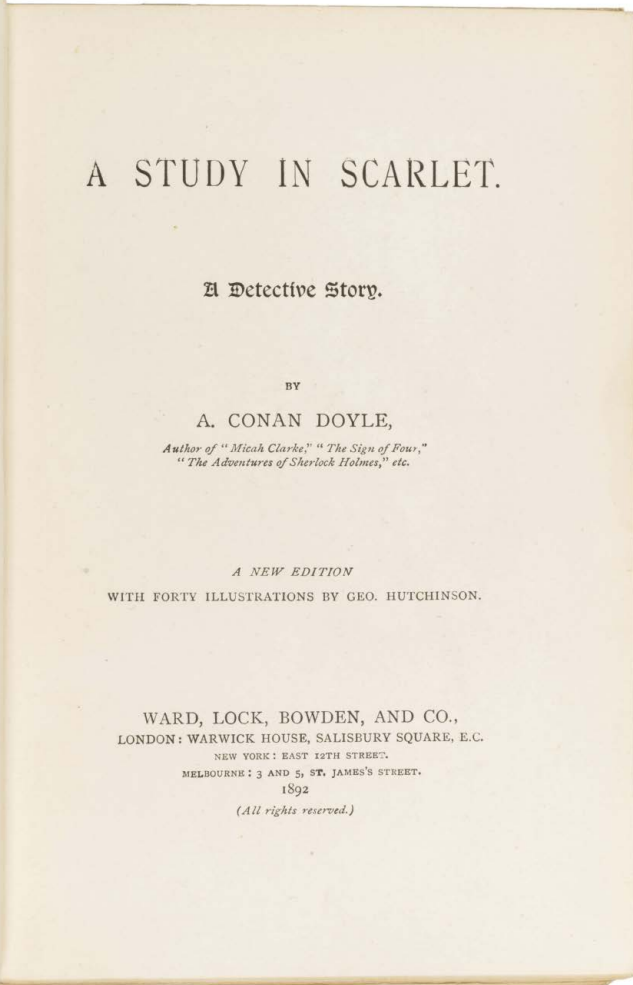 A STUDY IN SCARLET.
A Detective Story.
BY
A. CONAN DOYLE,
Author of "Micah Clarke," "The Sign of Four,"
"The Adventures of Sherlock Holmes," etc.
A NEW EDITION
WITH FORTY ILLUSTRATIONS BY GEO. HUTCHINSON.
WARD, LOCK, BOWDEN, AND CO.,
LONDON: WARWICK HOUSE, SALISBURY SQUARE, E.C.
NEW YORK: EAST 12TH STREET.
MELBOURNE: 3 AND 5, ST. JAMES'S STREET.
1892
(All rights reserved.)